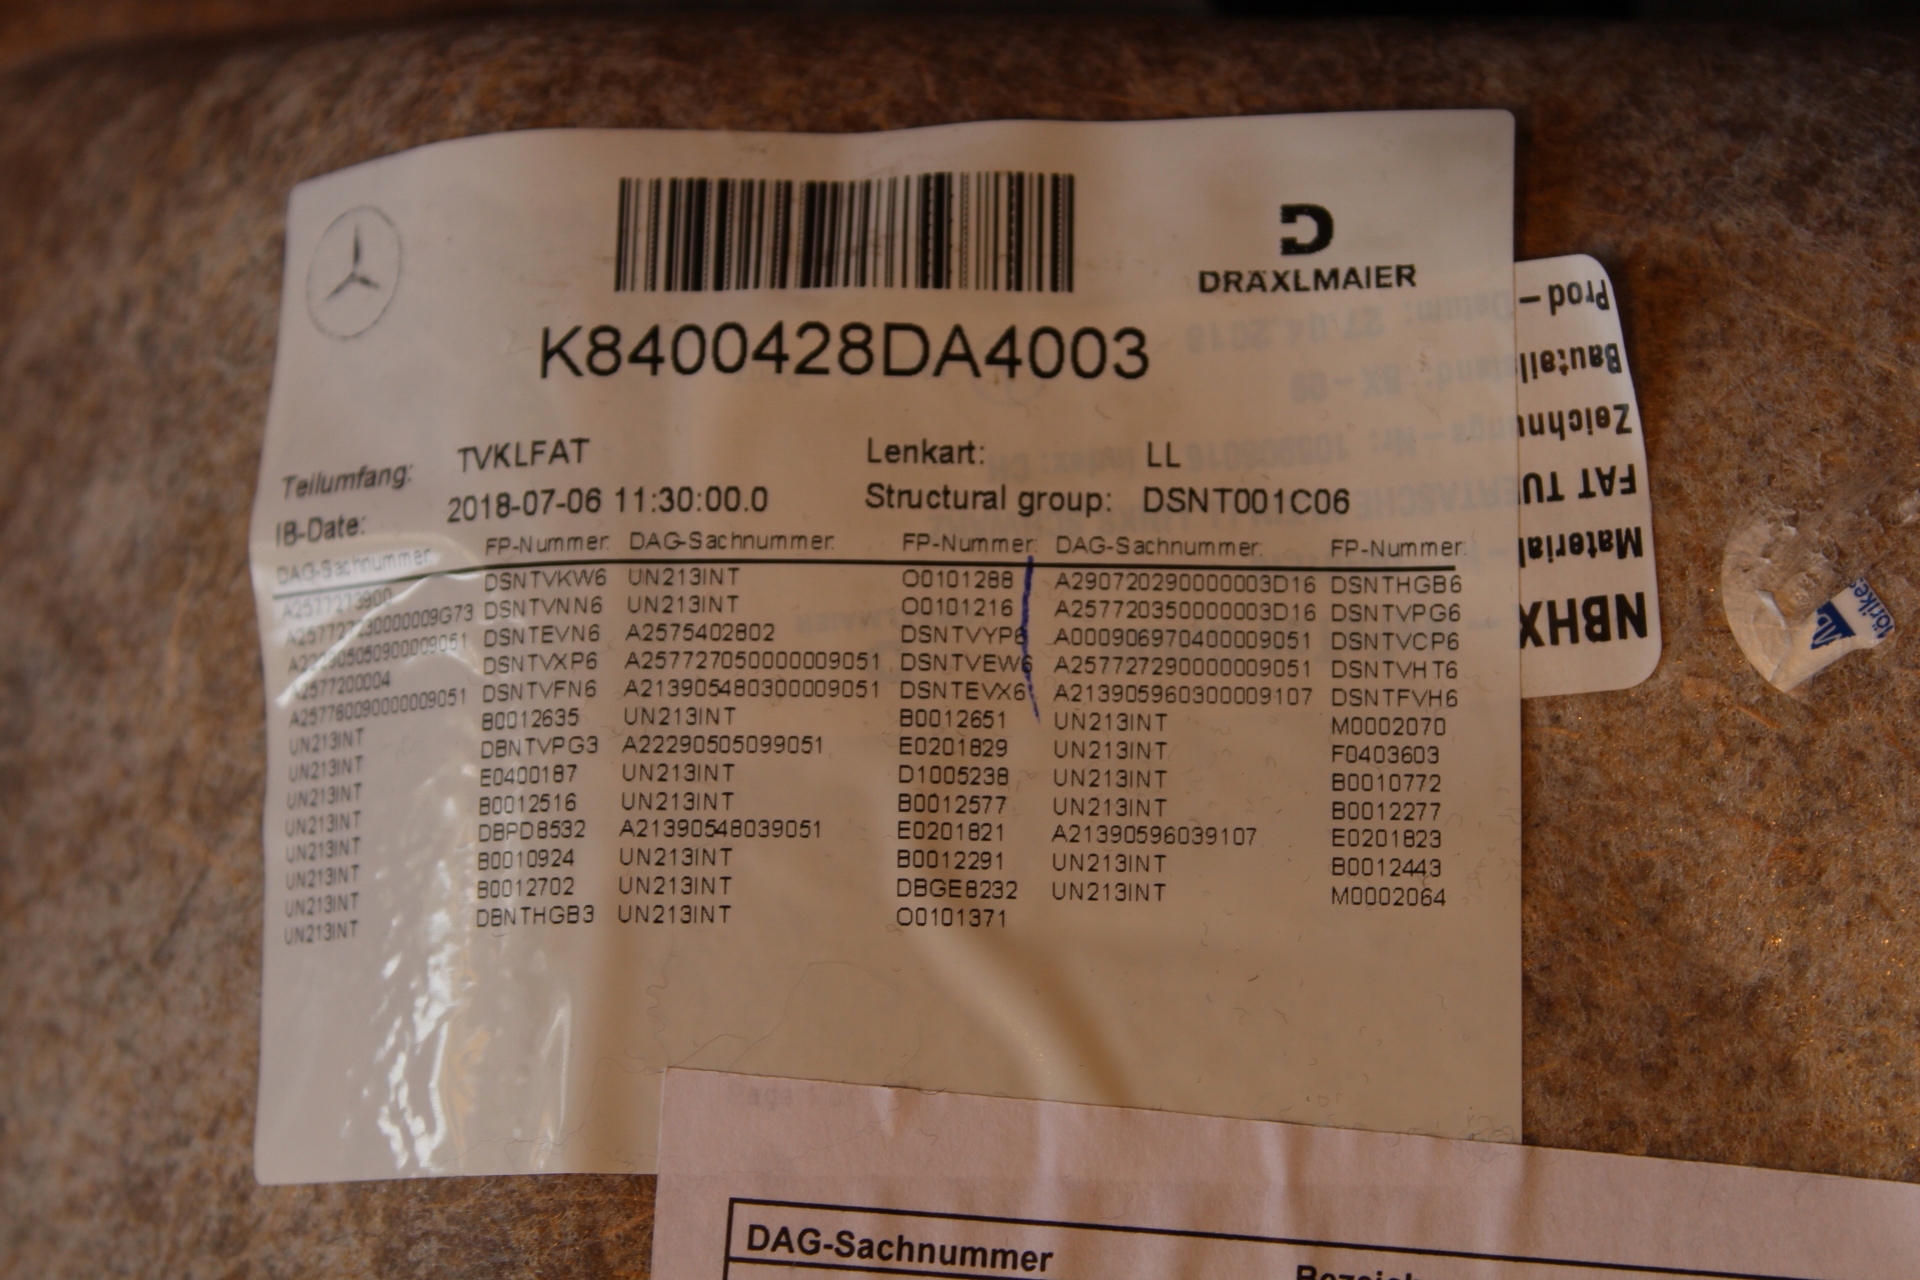 DRÄXLMAIER
K8400428DA4003
Teilumfang: TVKLFAT Lenkart: LL
IB-Date: 2018-07-06 11:30:00.0 Structural group: DSNT001C06
DAG-Sachnummer: FP-Nummer: DAG-Sachnummer: FP-Nummer: DAG-Sachnummer: FP-Nummer:
A2577273900 DSNTVKW6 UN213INT O0101288 A290720290000003D16 DSNTHGB6
DSNTVNN6 UN213INT O0101216 A257720350000003D16 DSNTVPG6
A222905050900009051 DSNTEVN6 A2575402802 DSNTVYP6 A000906970400009051 DSNTVCP6
A2577200004 DSNTVXP6 A257727050000009051 DSNTVEW6 A257727290000009051 DSNTVHT6
A257760090000009051 DSNTVFN6 A213905480300009051 DSNTEVX6 A213905960300009107 DSNTFVH6
UN213INT B0012635 UN213INT B0012651 UN213INT M0002070
UN213INT DBNTVPG3 A22290505099051 E0201829 UN213INT F0403603
UN213INT E0400187 UN213INT D1005238 UN213INT B0010772
UN213INT B0012516 UN213INT B0012577 UN213INT B0012277
UN213INT DBPD8532 A21390548039051 E0201821 A21390596039107 E0201823
UN213INT B0010924 UN213INT B0012291 UN213INT B0012443
UN213INT B0012702 UN213INT DBGE8232 UN213INT M0002064
UN213INT DBNTHGB3 UN213INT O0101371
NBHX
Material
FAT TÜ
Zeichnu
Bauteil
Prod-
DAG-Sachnummer